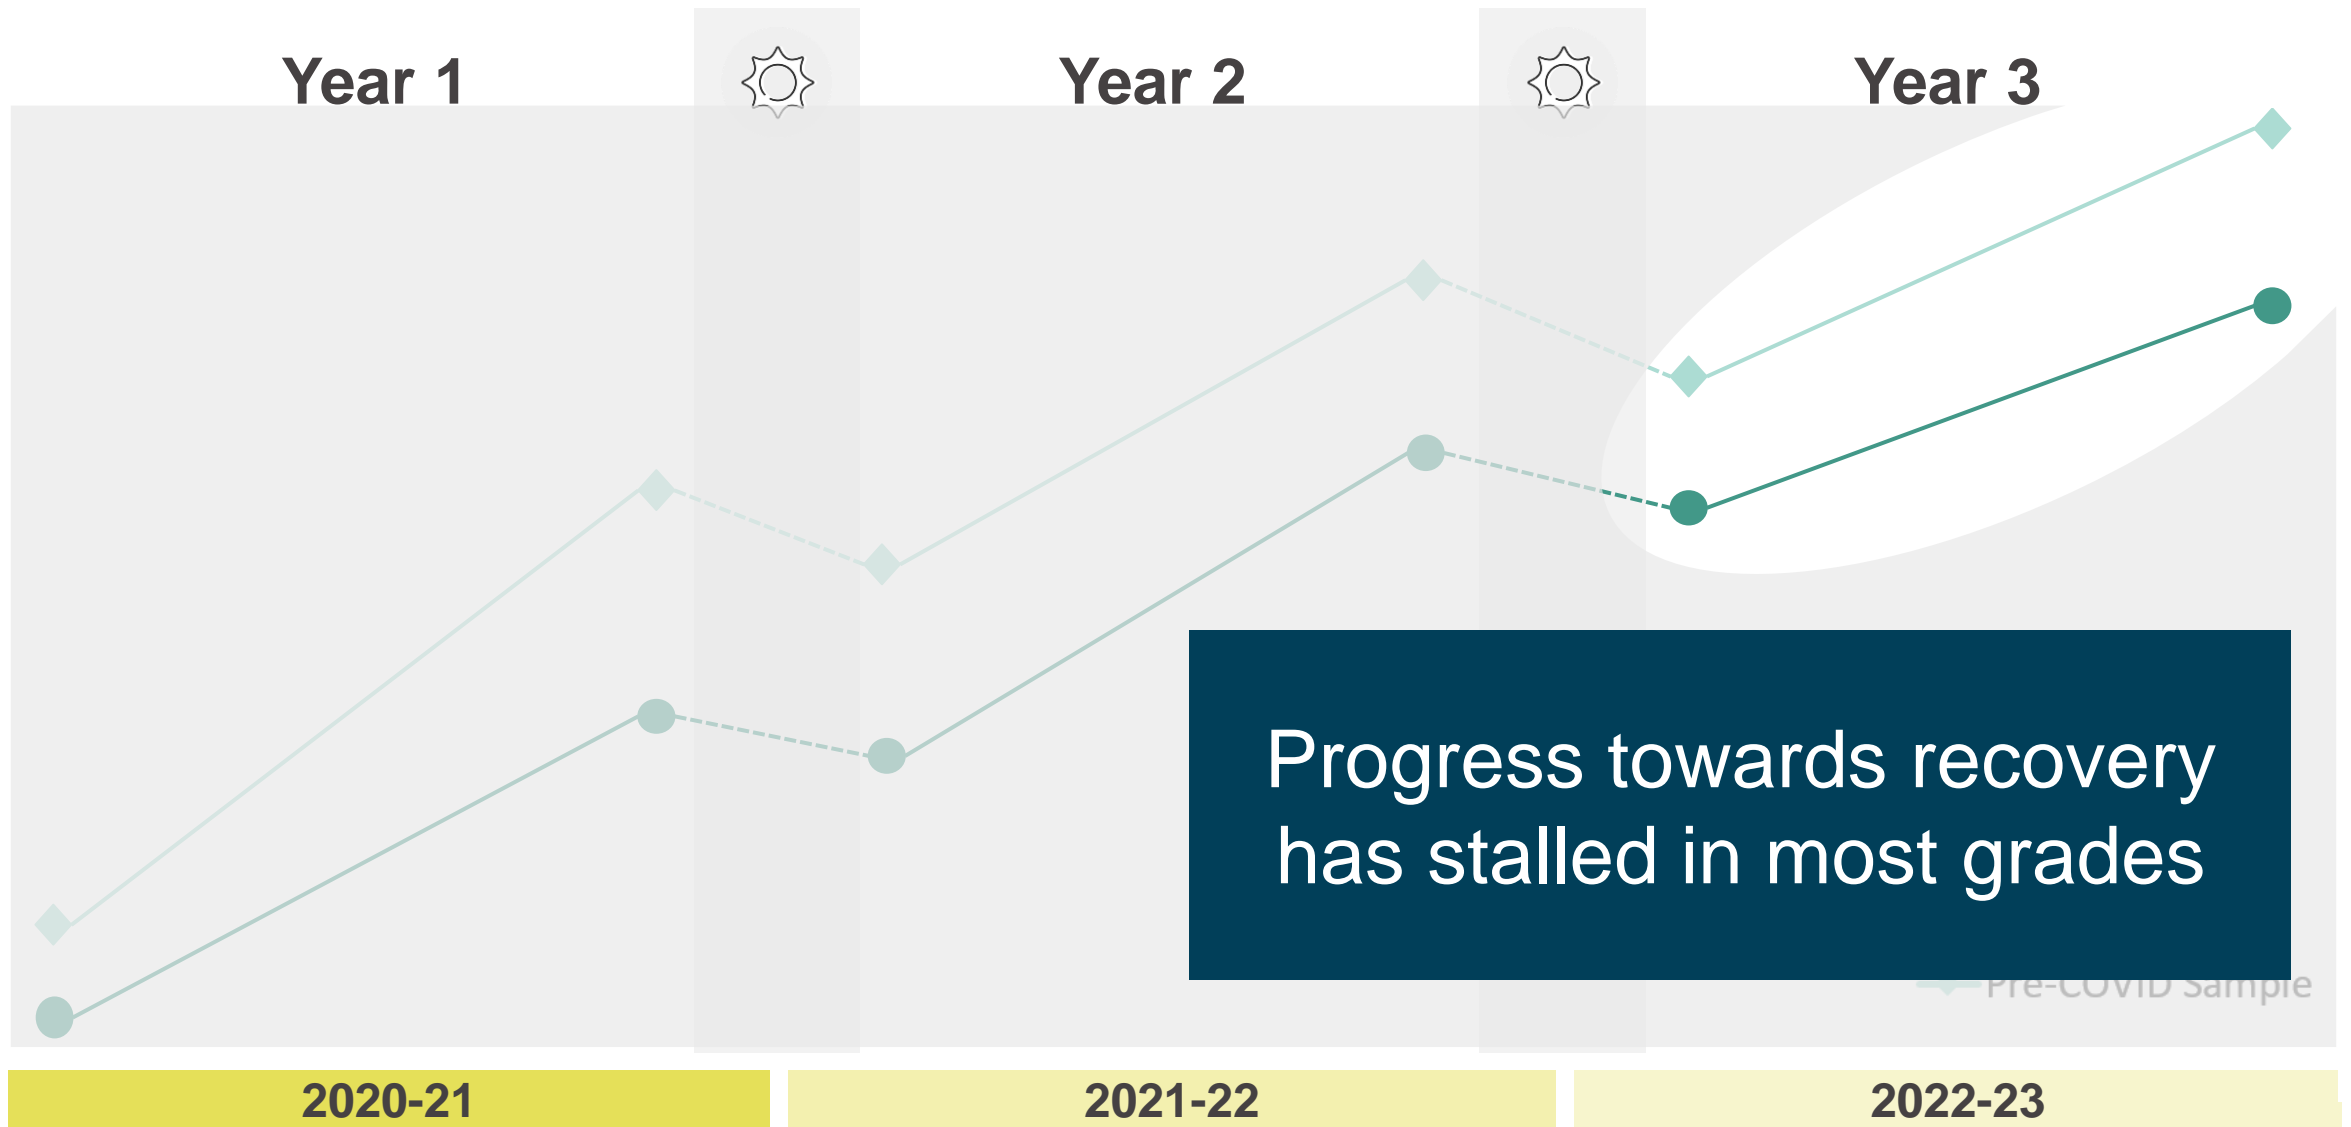 Year 1
Year 2
Year 3
Progress towards recovery
has stalled in most grades
Pre-COVID Sample
2020-21
2021-22
2022-23